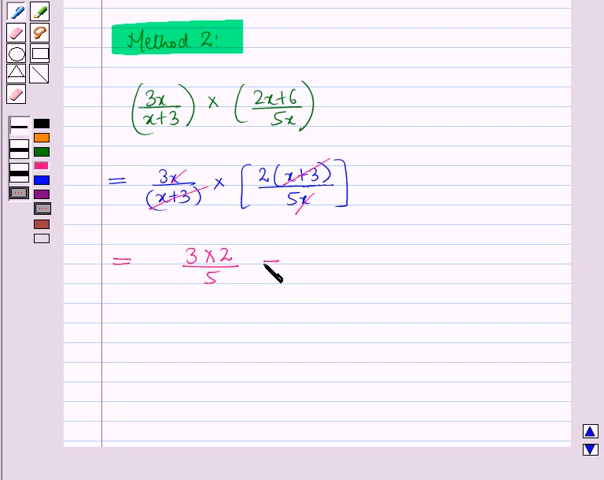 Method 2:
(3x/x+3) × (2x+6/5x)
= 3x/(x+3) × [2(x+3)/5x]
= 3×2/5 =